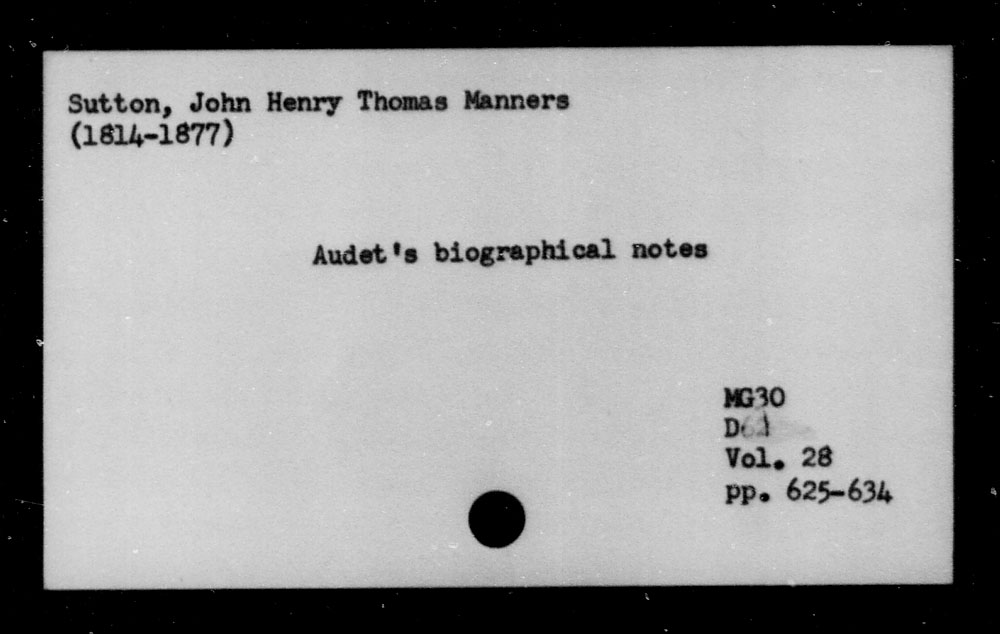 Sutton, John Henry Thomas Manners
(1814-1877)
Audet's biographical notes
MG30
Vol. 28
pp. 625-634